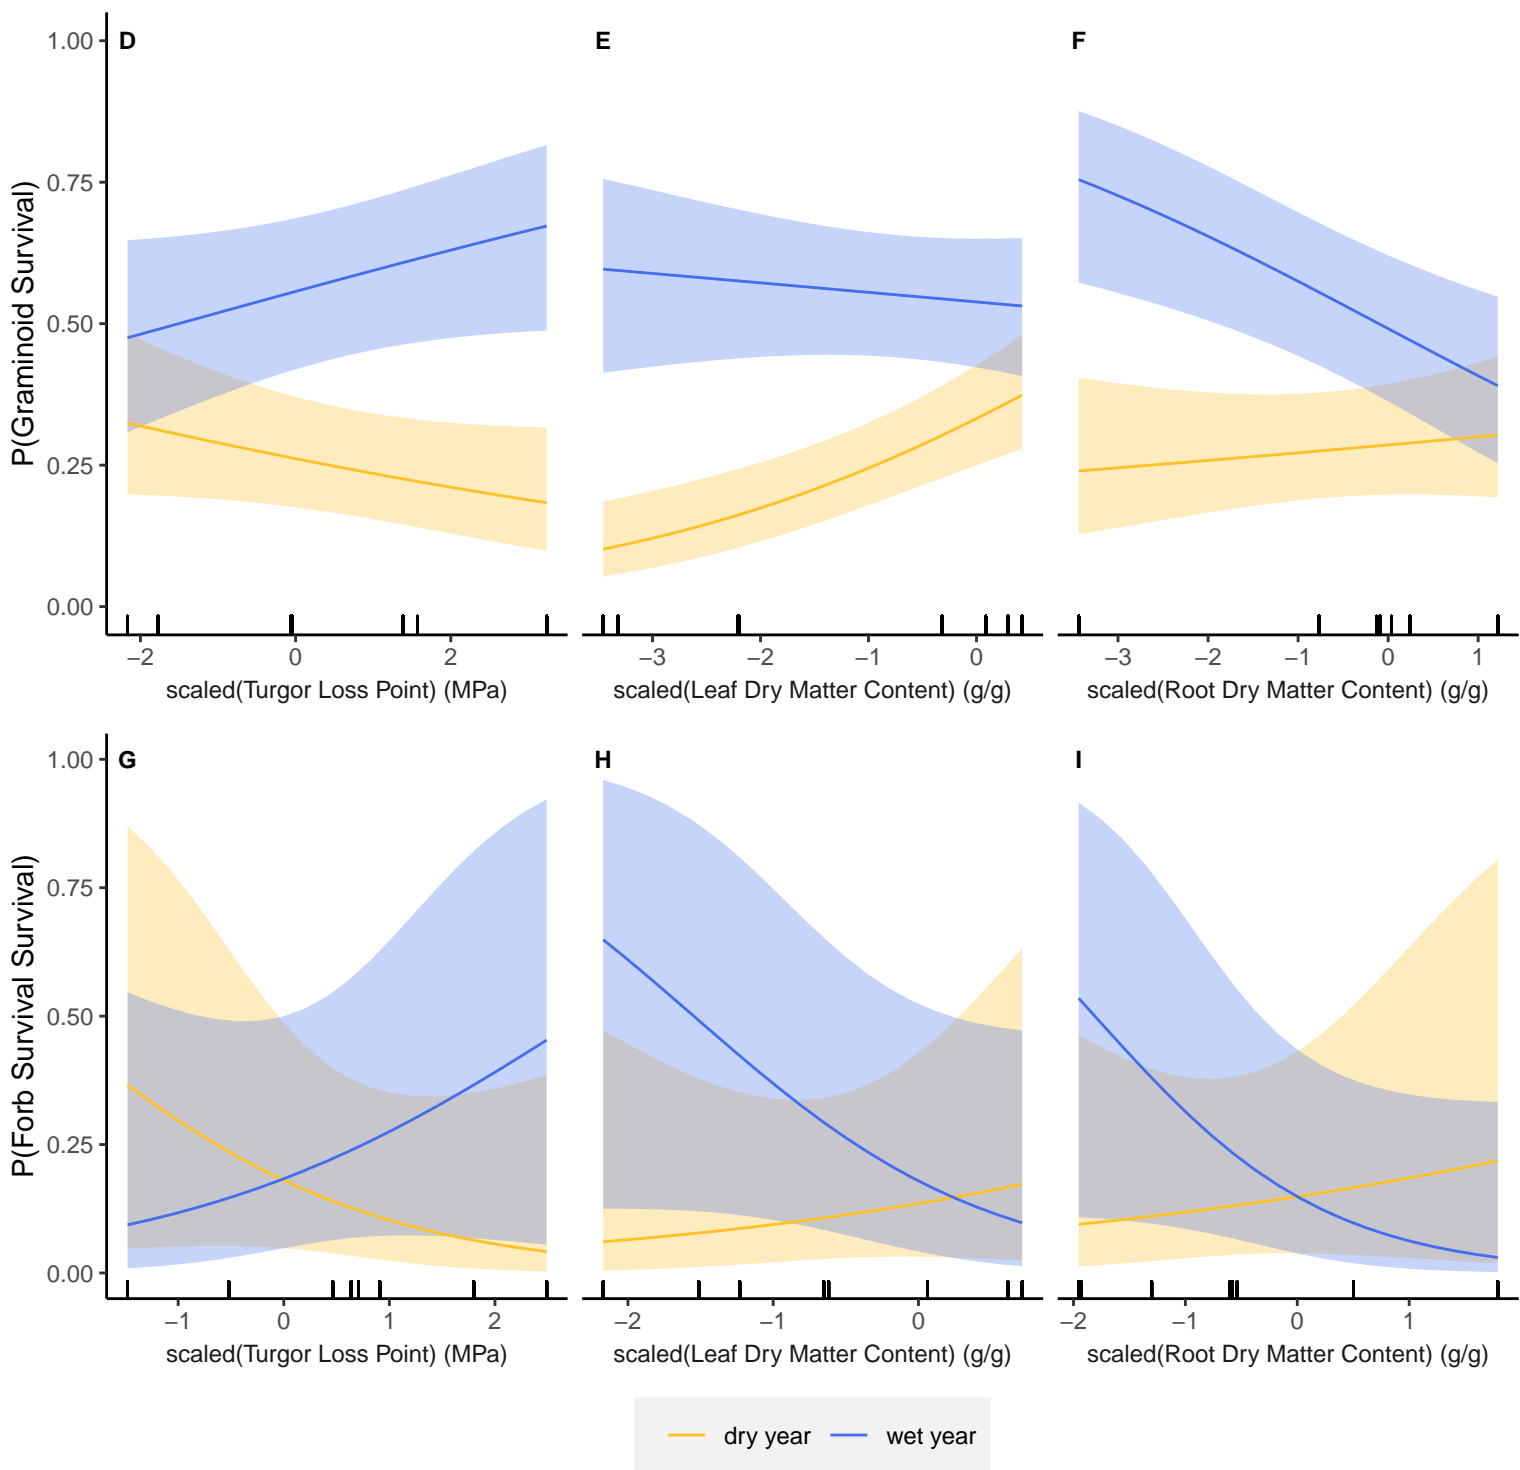 D E F
1.00
0.75
0.50
0.25
0.00
P(Graminoid Survival)
−2 0 2 −3 −2 −1 0 −3 −2 −1 0 1
scaled(Turgor Loss Point) (MPa) scaled(Leaf Dry Matter Content) (g/g) scaled(Root Dry Matter Content) (g/g)
G H I
1.00
0.75
0.50
0.25
0.00
P(Forb Survival Survival)
−1 0 1 2 −2 −1 0 −2 −1 0 1
scaled(Turgor Loss Point) (MPa) scaled(Leaf Dry Matter Content) (g/g) scaled(Root Dry Matter Content) (g/g)
dry year wet year